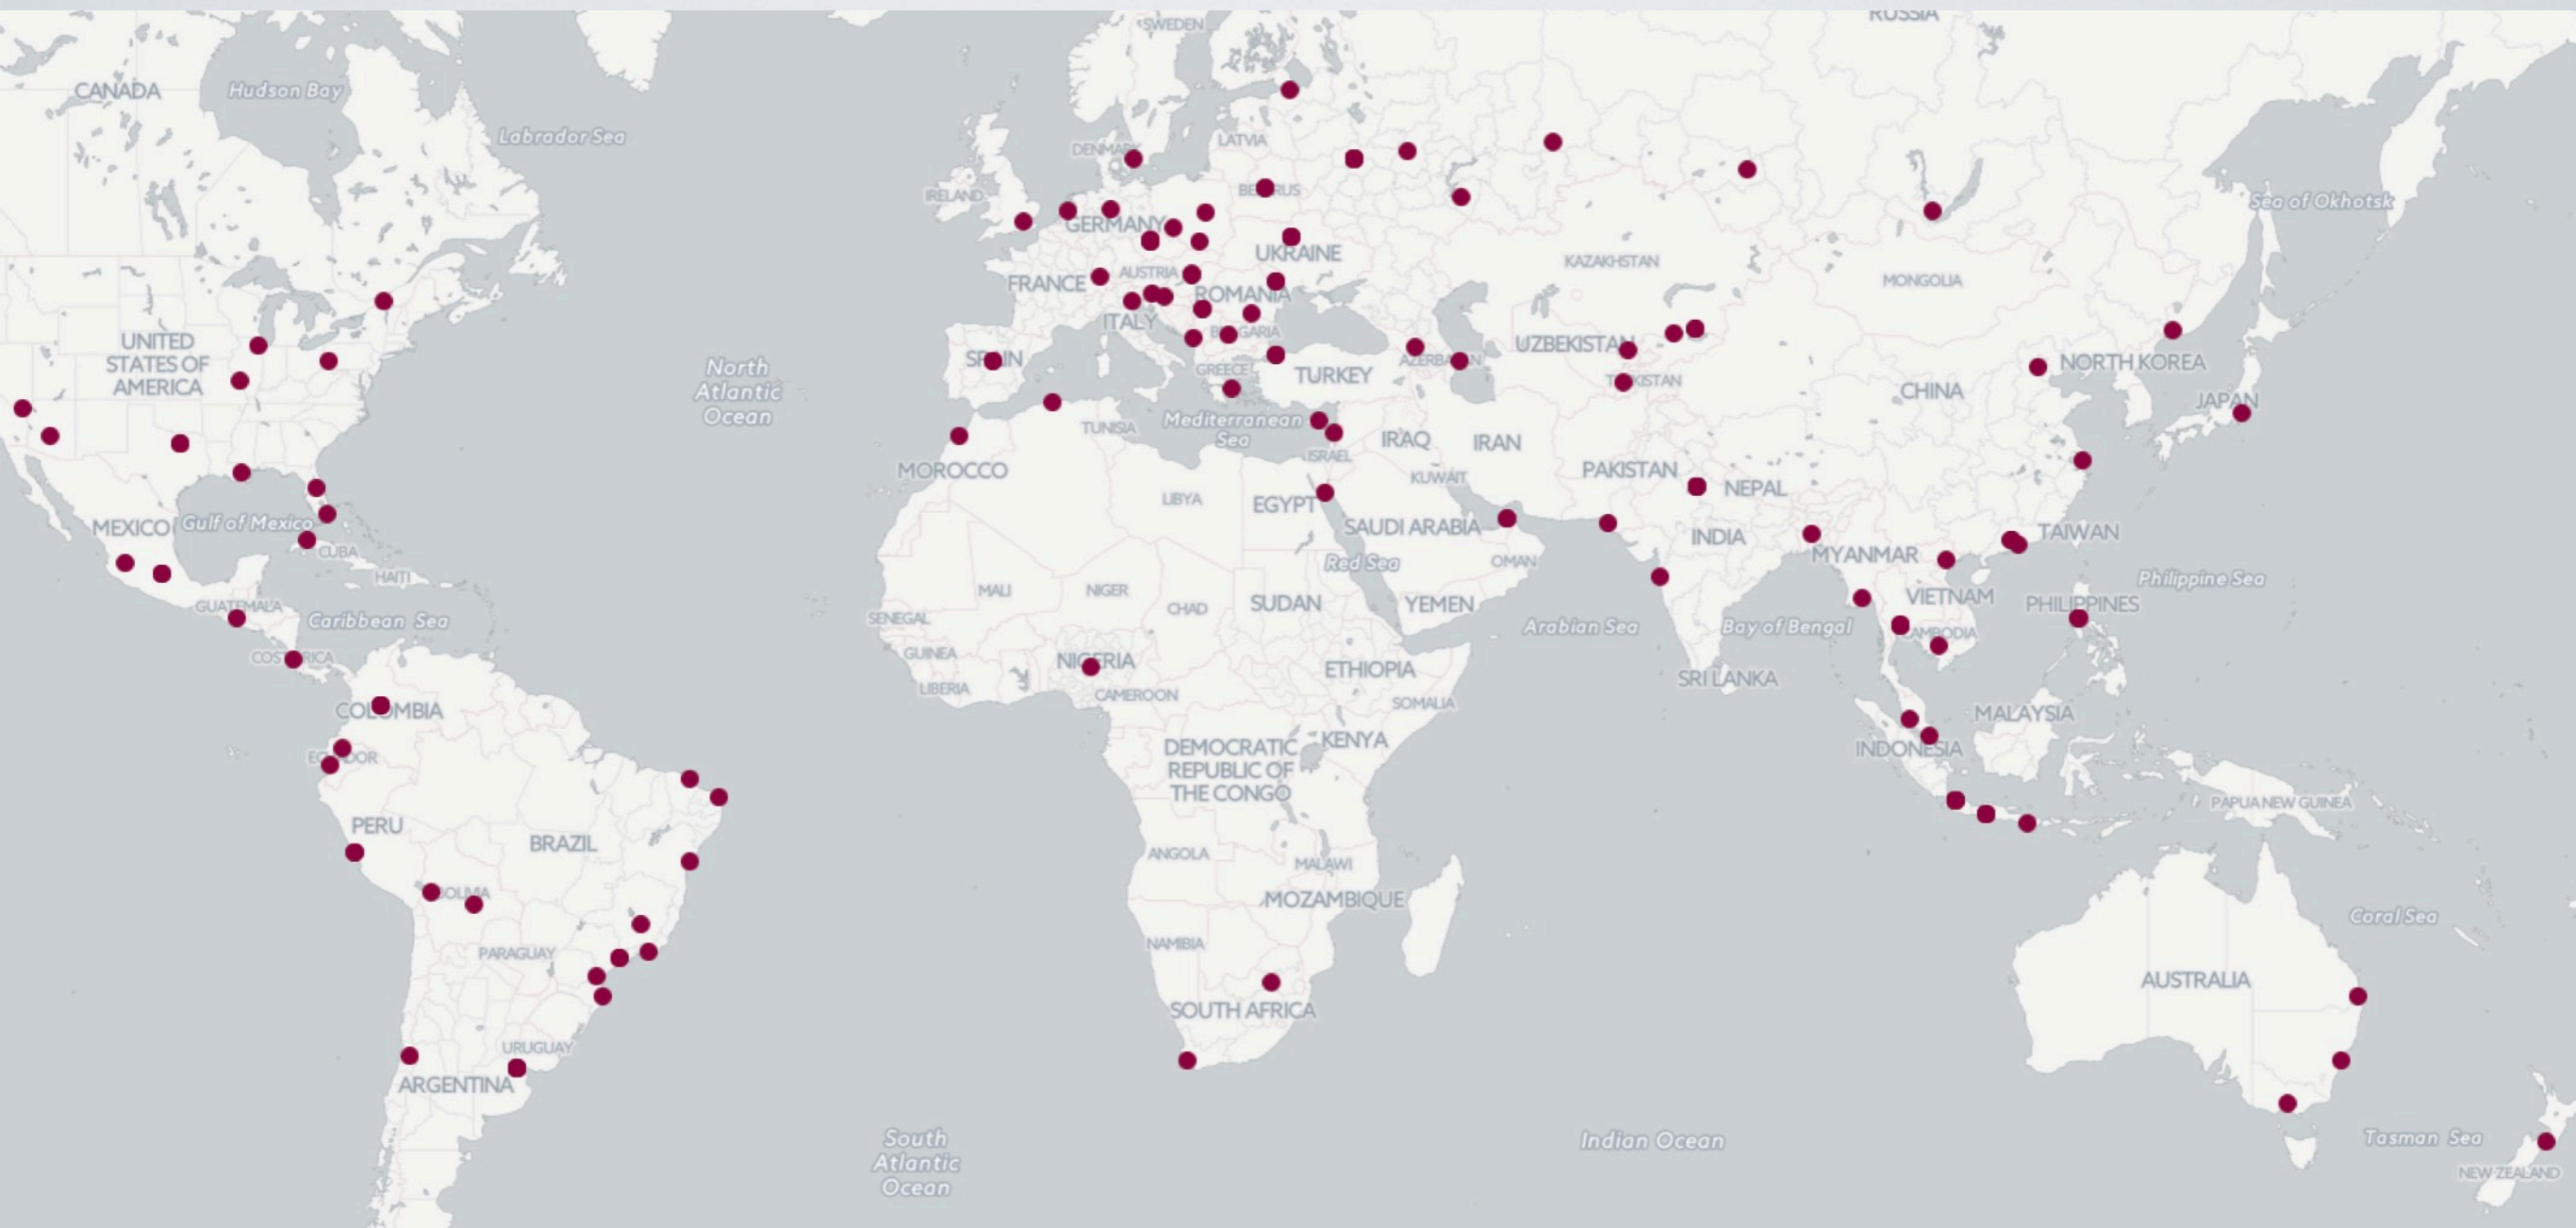 RUSSIA
SWEDEN
CANADA
Hudson Bay
Labrador Sea
LATVIA
DENMARK
IRELAND
BELARUS
Sea of Okhotsk
GERMANY
UKRAINE
KAZAKHSTAN
FRANCE
AUSTRIA
MONGOLIA
ROMANIA
ITALY
BULGARIA
UNITED
STATES OF
AMERICA
UZBEKISTAN
SPAIN
AZERBAIJAN
NORTH KOREA
GREECE
TURKEY
TAJIKISTAN
CHINA
North
Atlantic
Ocean
JAPAN
Mediterranean
Sea
TUNISIA
IRAQ
IRAN
ISRAEL
MOROCCO
PAKISTAN
KUWAIT
NEPAL
LIBYA
EGYPT
MEXICO
Gulf of Mexico
SAUDI ARABIA
INDIA
TAIWAN
CUBA
MYANMAR
Red Sea
OMAN
HAITI
Philippine Sea
MALI
NIGER
VIETNAM
GUATEMALA
CHAD
SUDAN
YEMEN
PHILIPPINES
SENEGAL
Caribbean Sea
Arabian Sea
Bay of Bengal
CAMBODIA
GUINEA
COSTA RICA
NIGERIA
ETHIOPIA
SRI LANKA
LIBERIA
CAMEROON
SOMALIA
COLOMBIA
MALAYSIA
KENYA
DEMOCRATIC
REPUBLIC OF
THE CONGO
INDONESIA
ECUADOR
PAPUA NEW GUINEA
PERU
BRAZIL
ANGOLA
MALAWI
BOLIVIA
MOZAMBIQUE
Coral Sea
NAMIBIA
PARAGUAY
AUSTRALIA
SOUTH AFRICA
URUGUAY
ARGENTINA
South
Atlantic
Ocean
Indian Ocean
Tasman Sea
NEW ZEALAND